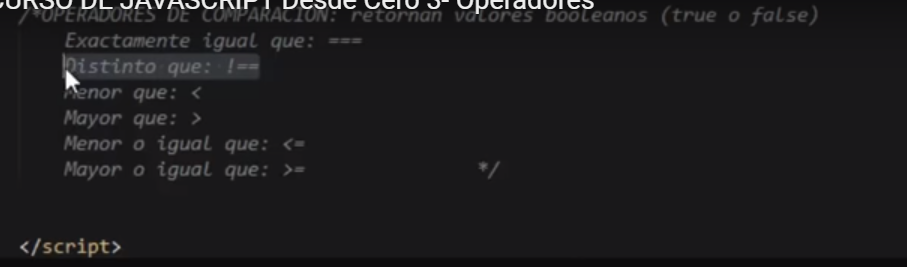 CURSO DE JAVASCRIPT Desde Cero 3- Operadores
/*OPERADORES DE COMPARACIÓN: retornan valores booleanos (true o false)
Exactamente igual que: ===
Distinto que: !==
Menor que: <
Mayor que: >
Menor o igual que: <=
Mayor o igual que: >= */
</script>